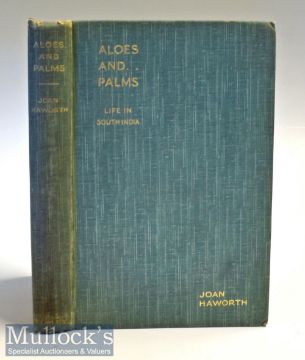 ALOES
AND
PALMS
JOAN
HAWORTH
ALOES
AND..
PALMS
LIFE IN
SOUTH INDIA
JOAN
HAWORTH
Mullock's
Specialist Auctioneers & Valuers